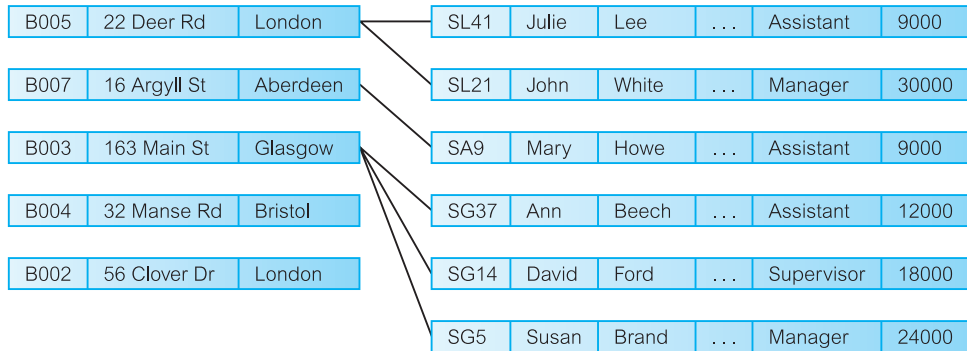 B005 22 Deer Rd London SL41 Julie Lee ... Assistant 9000
B007 16 Argyll St Aberdeen SL21 John White ... Manager 30000
B003 163 Main St Glasgow SA9 Mary Howe ... Assistant 9000
B004 32 Manse Rd Bristol SG37 Ann Beech ... Assistant 12000
B002 56 Clover Dr London SG14 David Ford ... Supervisor 18000
SG5 Susan Brand ... Manager 24000